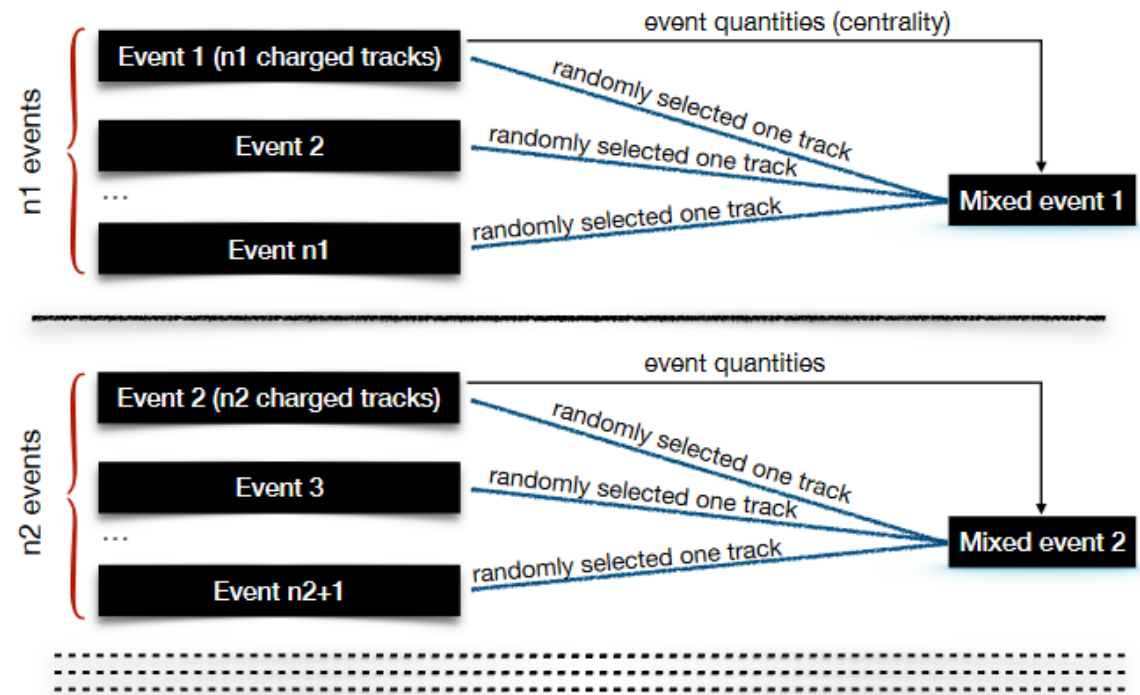 event quantities (centrality)
Event 1 (n1 charged tracks)
randomly selected one track
n1 events
Event 2
randomly selected one track
...
Mixed event 1
randomly selected one track
Event n1
event quantities
Event 2 (n2 charged tracks)
randomly selected one track
n2 events
Event 3
randomly selected one track
...
Mixed event 2
randomly selected one track
Event n2+1